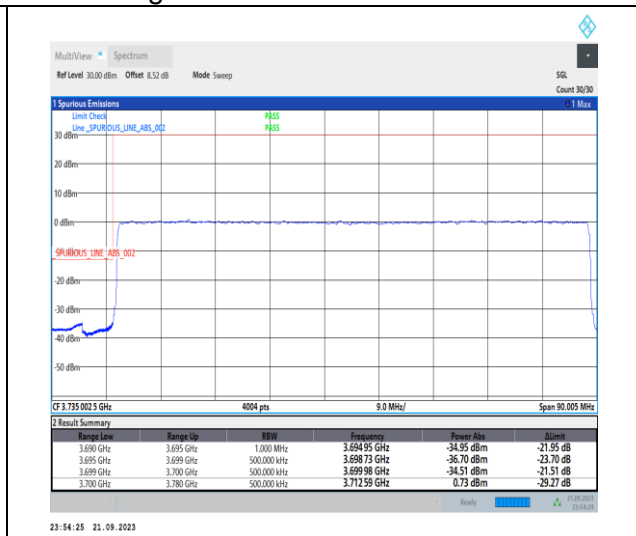 MultiView Spectrum
Ref Level 30.00 dBm Offset 8.52 dB Mode Sweep SGL
Count 30/30
1 Spurious Emissions 1 Max
Limit Check PASS
Line _SPURIOUS_LINE_ABS_002 PASS
30 dBm
20 dBm
10 dBm
0 dBm
_SPURIOUS_LINE_ABS_002
-20 dBm
-30 dBm
-40 dBm
-50 dBm
CF 3.735 002 5 GHz 4004 pts 9.0 MHz/ Span 90.005 MHz
2 Result Summary
Range Low Range Up RBW Frequency Power Abs ΔLimit
3.690 GHz 3.695 GHz 1.000 MHz 3.694 95 GHz -34.95 dBm -21.95 dB
3.695 GHz 3.699 GHz 500.000 kHz 3.698 73 GHz -36.70 dBm -23.70 dB
3.699 GHz 3.700 GHz 500.000 kHz 3.699 98 GHz -34.51 dBm -21.51 dB
3.700 GHz 3.780 GHz 500.000 kHz 3.712 59 GHz 0.73 dBm -29.27 dB
Ready 21.09.2023
23:54:24
23:54:25 21.09.2023